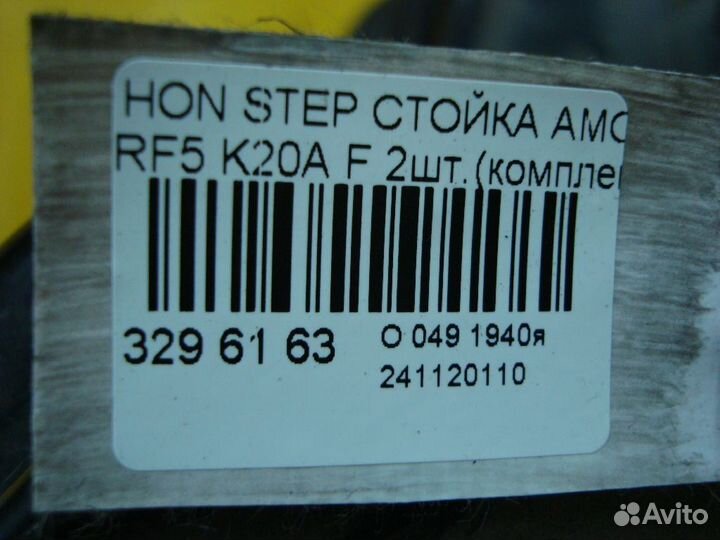 HON STEP СТОЙКА АМО
RF5 K20A F 2шт.(комплек
329 61 63
О 049 1940я
241120110
Avito